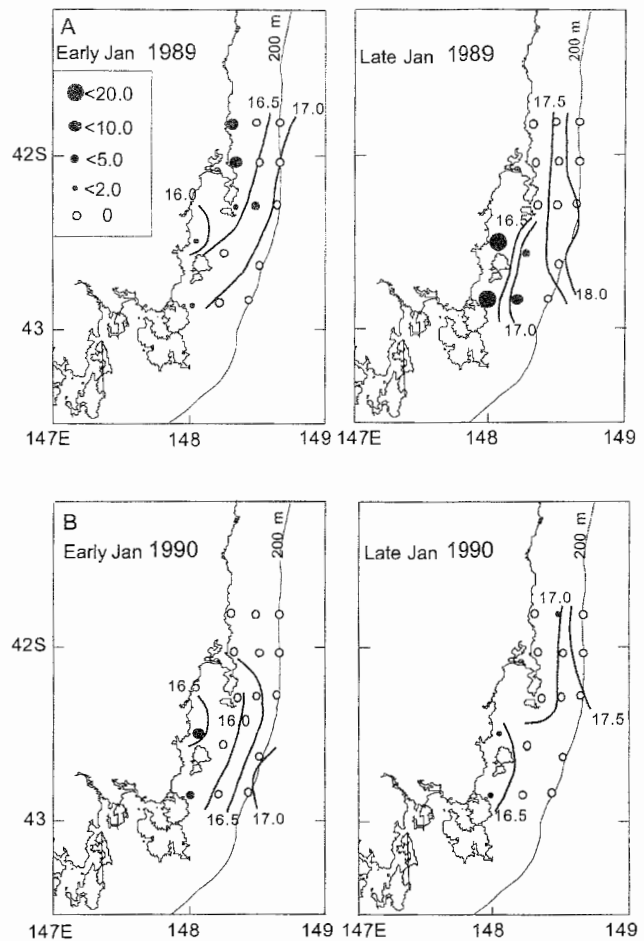 A
Early Jan 1989
200 m
<20.0
<10.0
<5.0
<2.0
0
16.5
17.0
16.0
42S
43
147E
148
149
Late Jan 1989
200 m
17.5
16.5
17.0
18.0
147E
148
149
B
Early Jan 1990
200 m
42S
16.5
16.0
16.5
17.0
43
147E
148
149
Late Jan 1990
200 m
17.0
17.5
16.5
147E
148
149